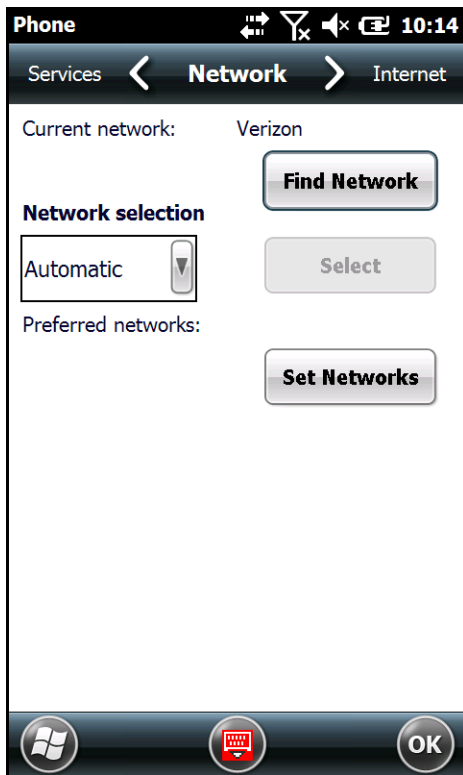 Phone 10:14
Services Network Internet
Current network: Verizon
Find Network
Network selection
Automatic Select
Preferred networks:
Set Networks
OK